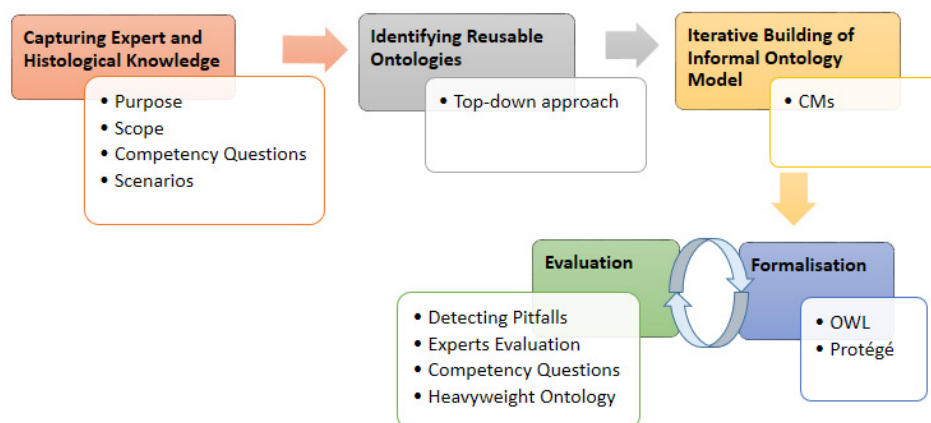 Capturing Expert and
Histological Knowledge
• Purpose
• Scope
• Competency Questions
• Scenarios
Identifying Reusable
Ontologies
• Top-down approach
Iterative Building of
Informal Ontology
Model
• CMs
Evaluation
• Detecting Pitfalls
• Experts Evaluation
• Competency Questions
• Heavyweight Ontology
Formalisation
• OWL
• Protégé